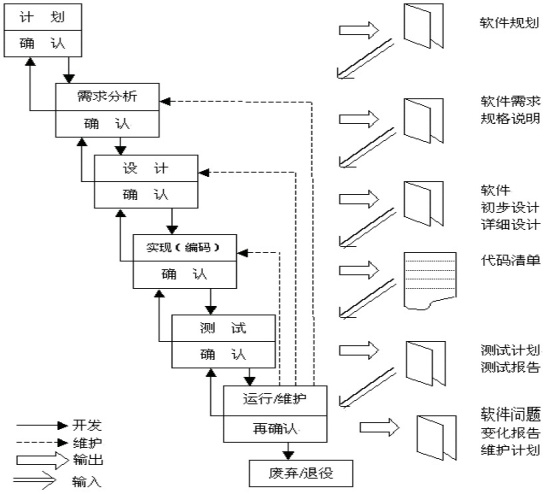 计 划
确 认
软件规划
需求分析
确 认
软件需求
规格说明
设 计
确 认
软件
初步设计
详细设计
实现(编码)
确 认
代码清单
测 试
确 认
测试计划
测试报告
运行/维护
再确认
软件问题
变化报告
维护计划
废弃/退役
开发
维护
输出
输入